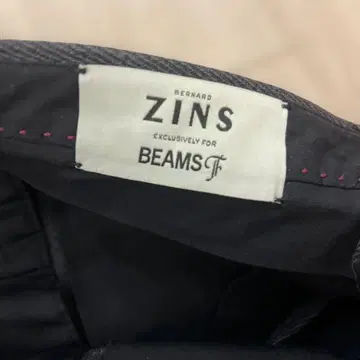 BERNARD
ZINS
EXCLUSIVELY FOR
BEAMS F